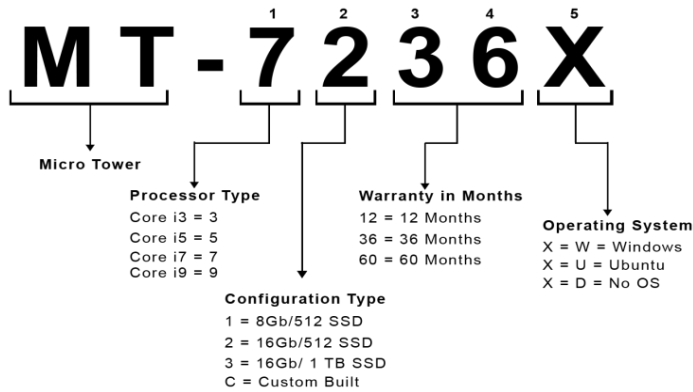 1 2 3 4 5
MT-7236X
Micro Tower
Processor Type
Core i3 = 3
Core i5 = 5
Core i7 = 7
Core i9 = 9
Configuration Type
1 = 8Gb/512 SSD
2 = 16Gb/512 SSD
3 = 16Gb/ 1 TB SSD
C = Custom Built
Warranty in Months
12 = 12 Months
36 = 36 Months
60 = 60 Months
Operating System
X = W = Windows
X = U = Ubuntu
X = D = No OS